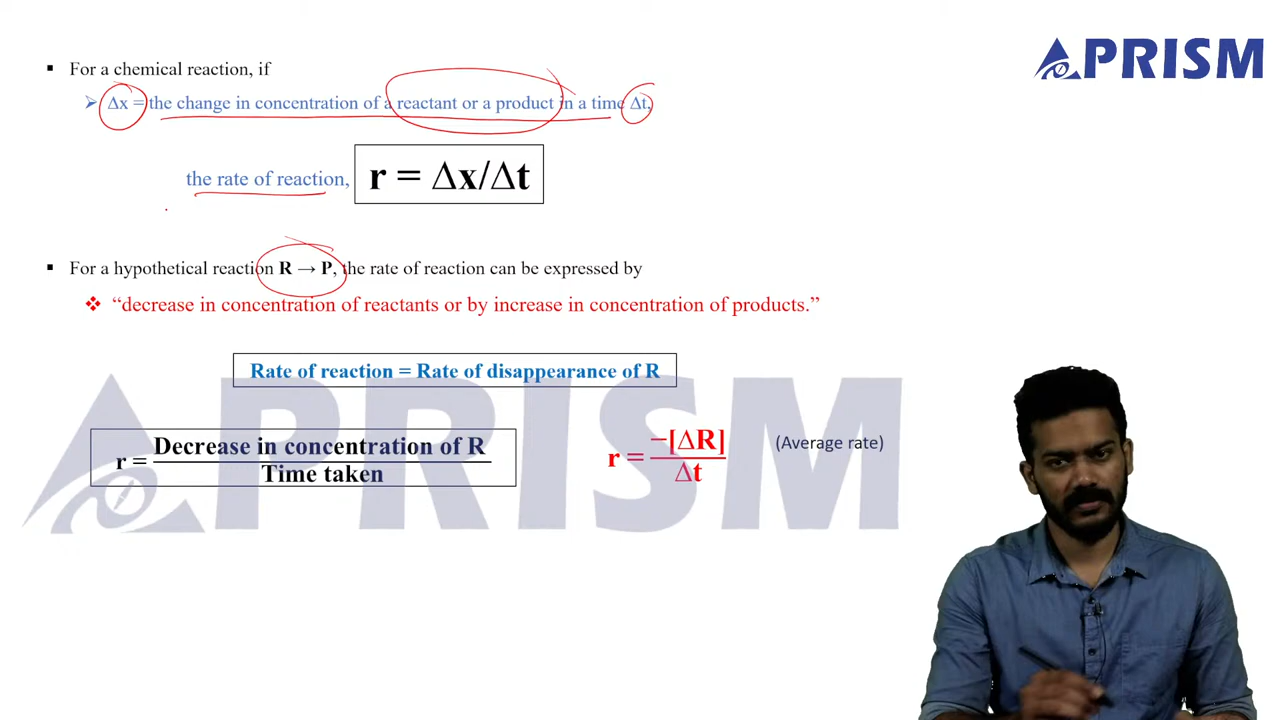 PRISM
▪ For a chemical reaction, if
➢ Δx = the change in concentration of a reactant or a product in a time Δt,
the rate of reaction, r = Δx/Δt
▪ For a hypothetical reaction R → P, the rate of reaction can be expressed by
❖ “decrease in concentration of reactants or by increase in concentration of products.”
Rate of reaction = Rate of disappearance of R
PRISM
r = Decrease in concentration of R / Time taken
r = −[ΔR] / Δt (Average rate)